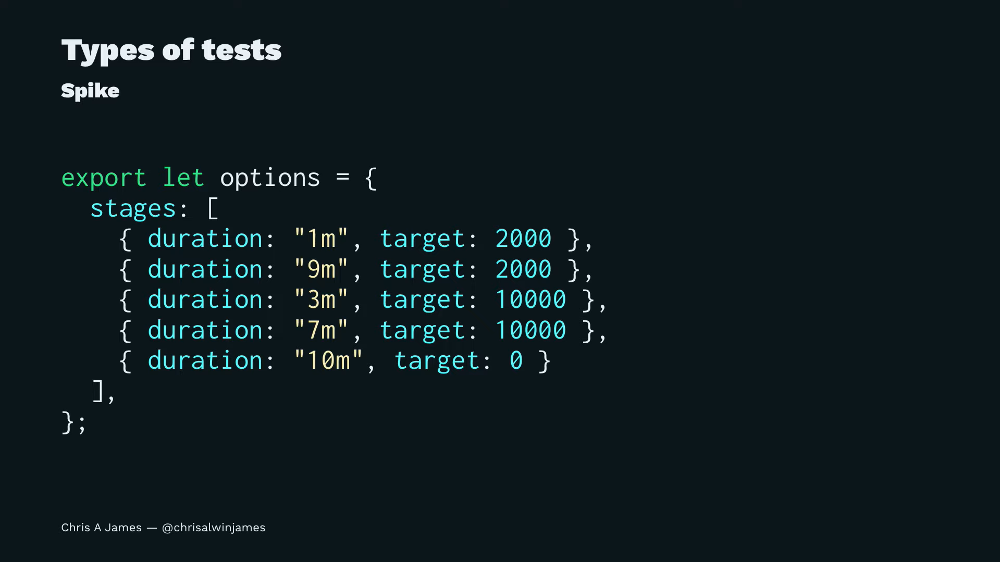 Types of tests
Spike
export let options = {
  stages: [
    { duration: "1m", target: 2000 },
    { duration: "9m", target: 2000 },
    { duration: "3m", target: 10000 },
    { duration: "7m", target: 10000 },
    { duration: "10m", target: 0 }
  ],
};
Chris A James — @chrisalwinjames